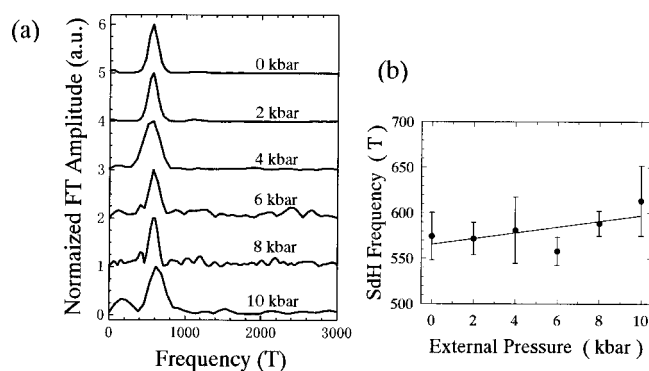 (a)
Normaized FT Amplitude (a.u.)
6
5
4
3
2
1
0
0 kbar
2 kbar
4 kbar
6 kbar
8 kbar
10 kbar
0
1000
2000
3000
Frequency (T)
(b)
SdH Frequency ( T )
700
650
600
550
500
0
2
4
6
8
10
External Pressure ( kbar )